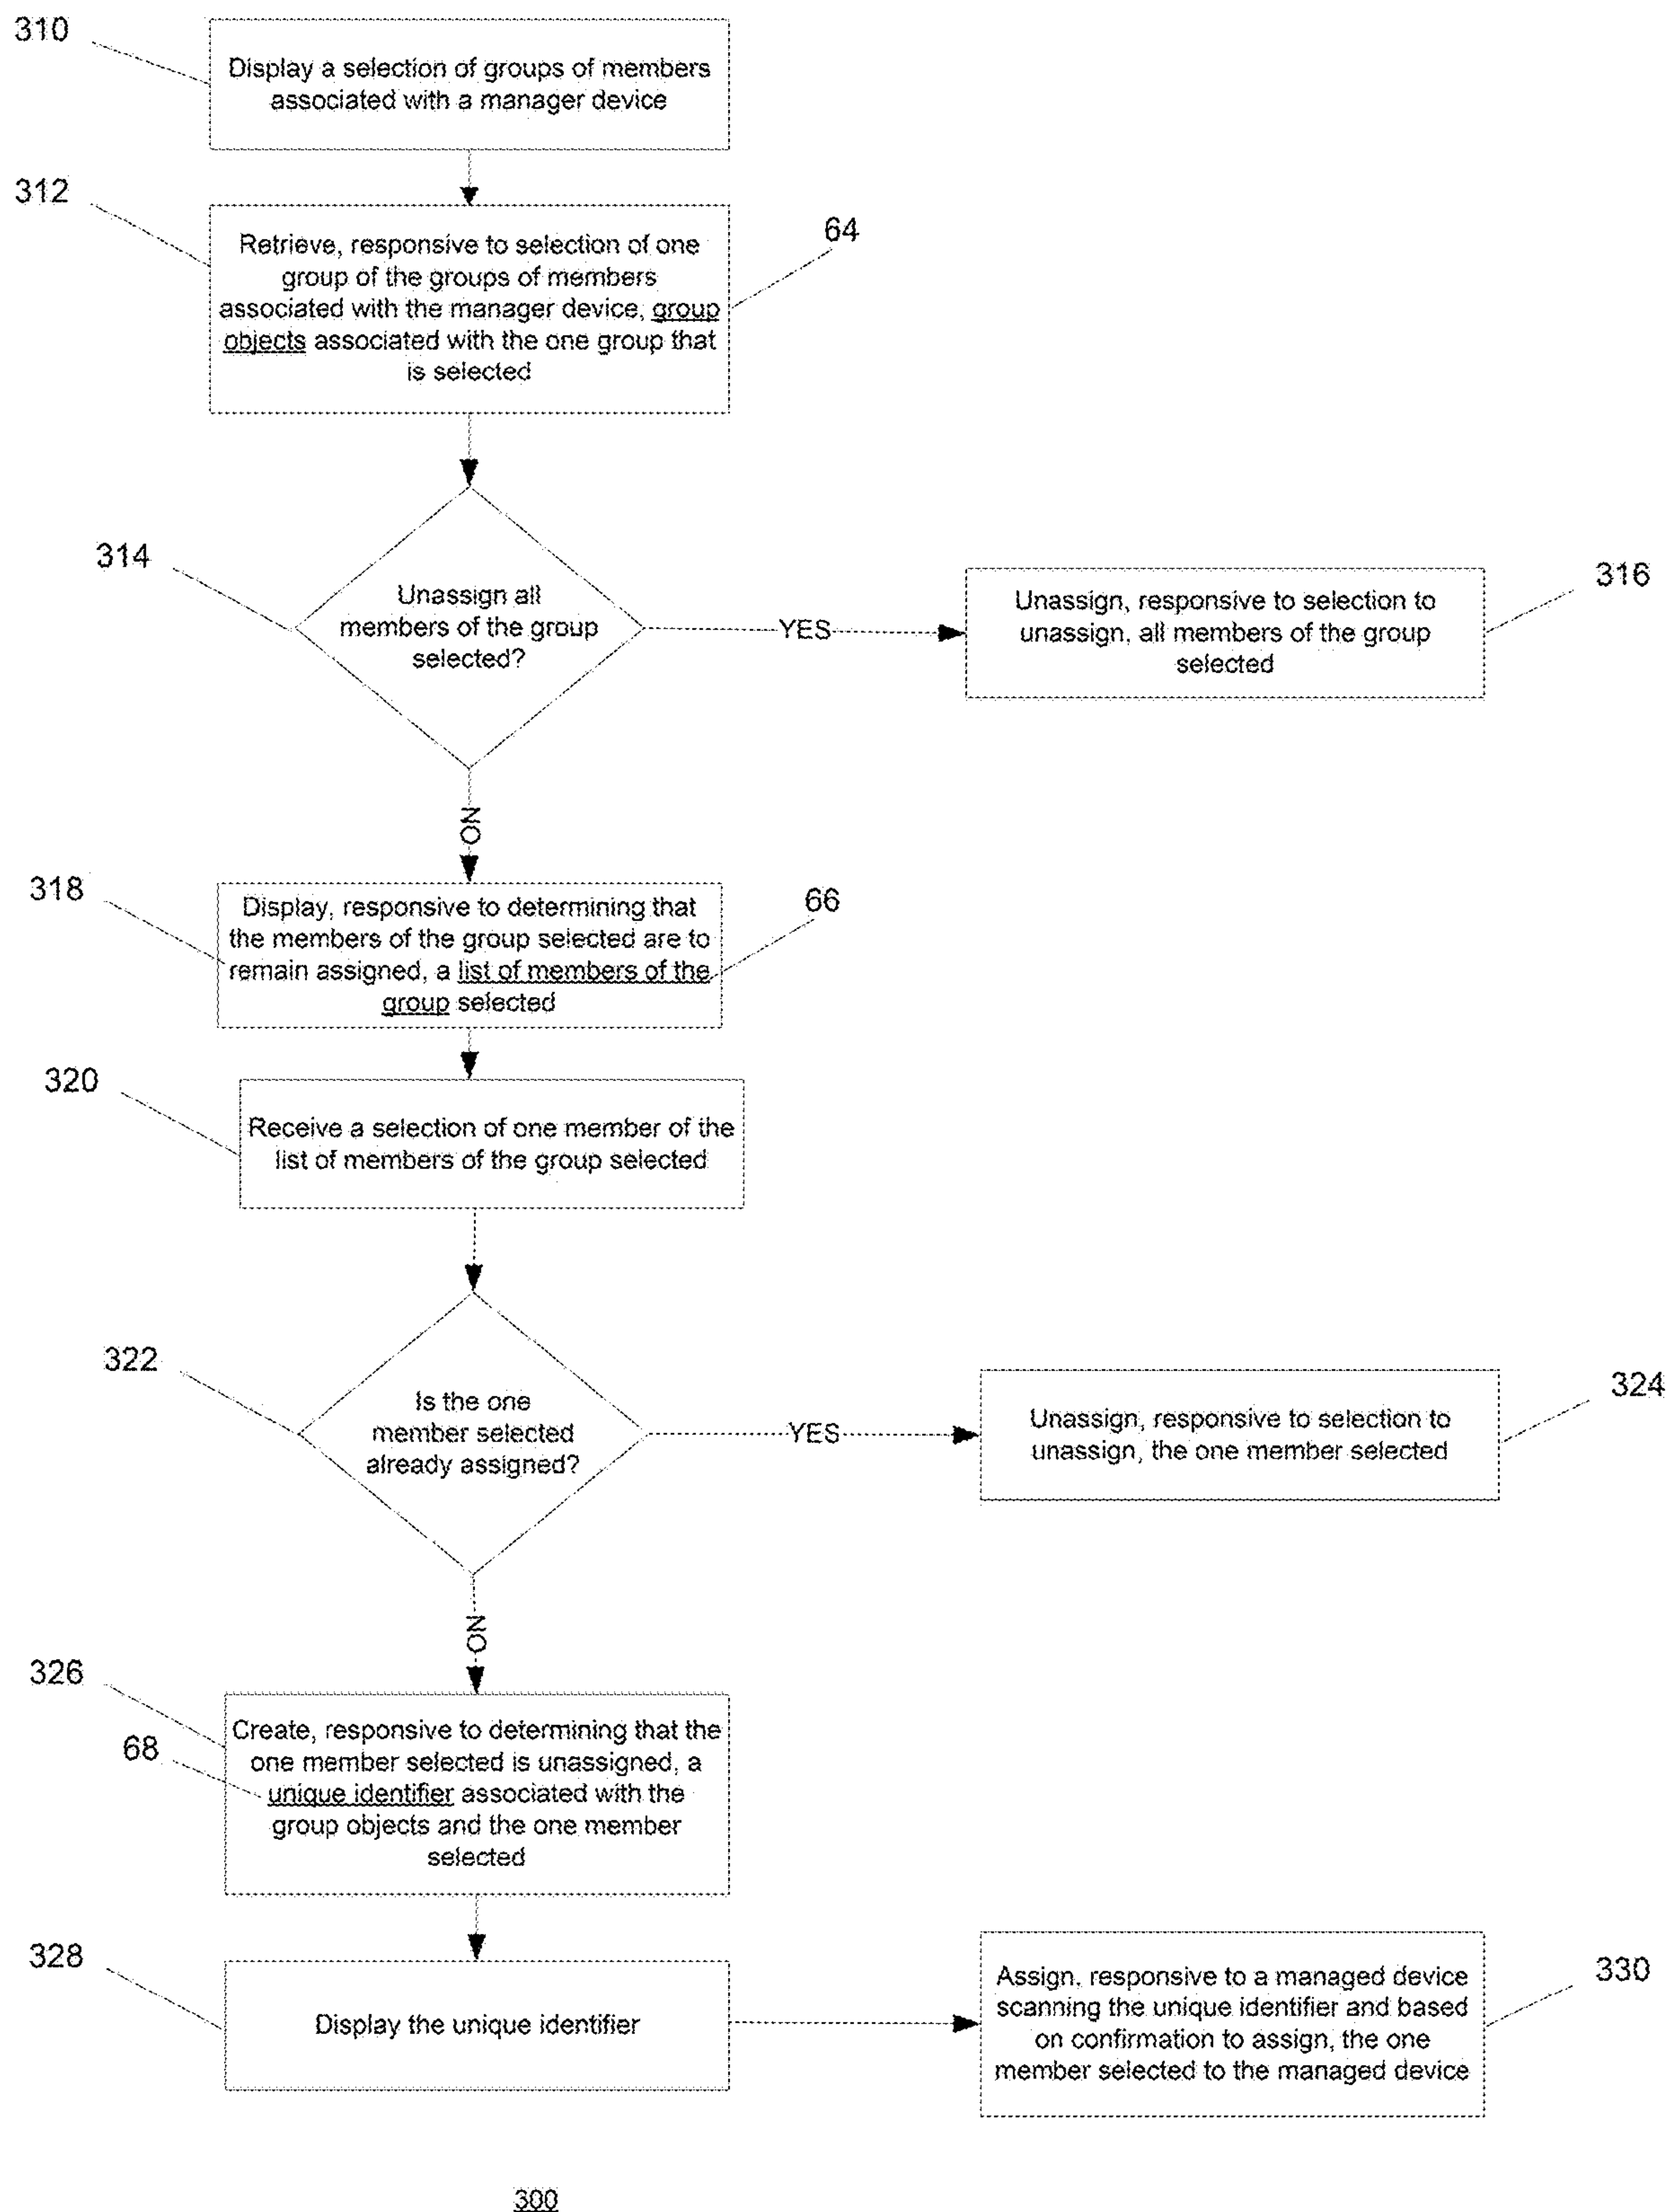 310
Display a selection of groups of members
associated with a manager device
312
64
Retrieve, responsive to selection of one
group of the groups of members
associated with the manager device, group
objects associated with the one group that
is selected
314
Unassign all
members of the group
selected?
YES
316
Unassign, responsive to selection to
unassign, all members of the group
selected
NO
318
66
Display, responsive to determining that
the members of the group selected are to
remain assigned, a list of members of the
group selected
320
Receive a selection of one member of the
list of members of the group selected
322
Is the one
member selected
already assigned?
YES
324
Unassign, responsive to selection to
unassign, the one member selected
NO
326
68
Create, responsive to determining that the
one member selected is unassigned, a
unique identifier associated with the
group objects and the one member
selected
328
Display the unique identifier
330
Assign, responsive to a managed device
scanning the unique identifier and based
on confirmation to assign, the one
member selected to the managed device
300